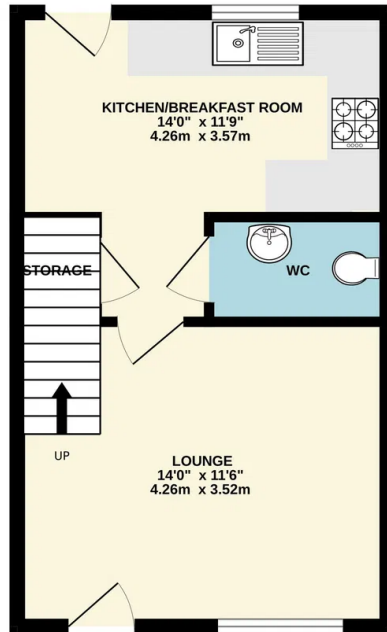 KITCHEN/BREAKFAST ROOM
14'0" x 11'9"
4.26m x 3.57m
STORAGE
WC
UP
LOUNGE
14'0" x 11'6"
4.26m x 3.52m